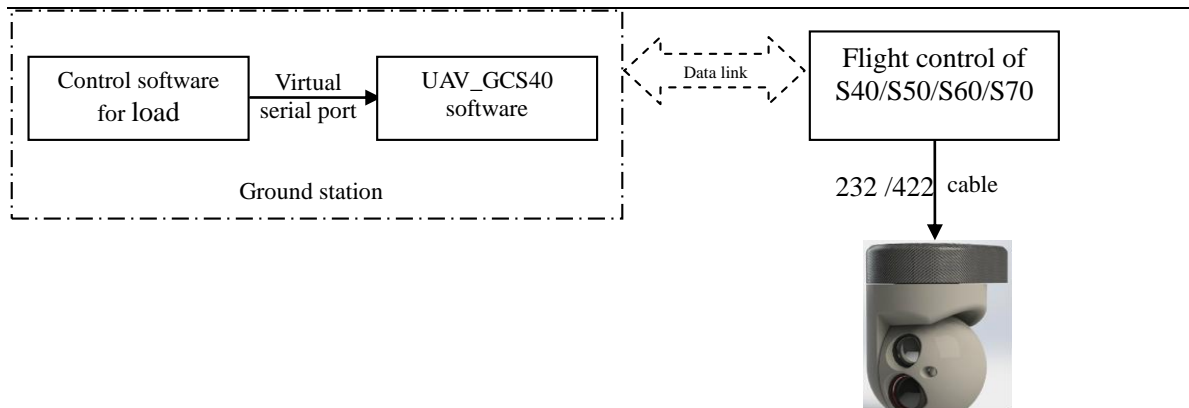 Control software
for load
Virtual
serial port
UAV_GCS40
software
Ground station
Data link
Flight control of
S40/S50/S60/S70
232 /422 cable